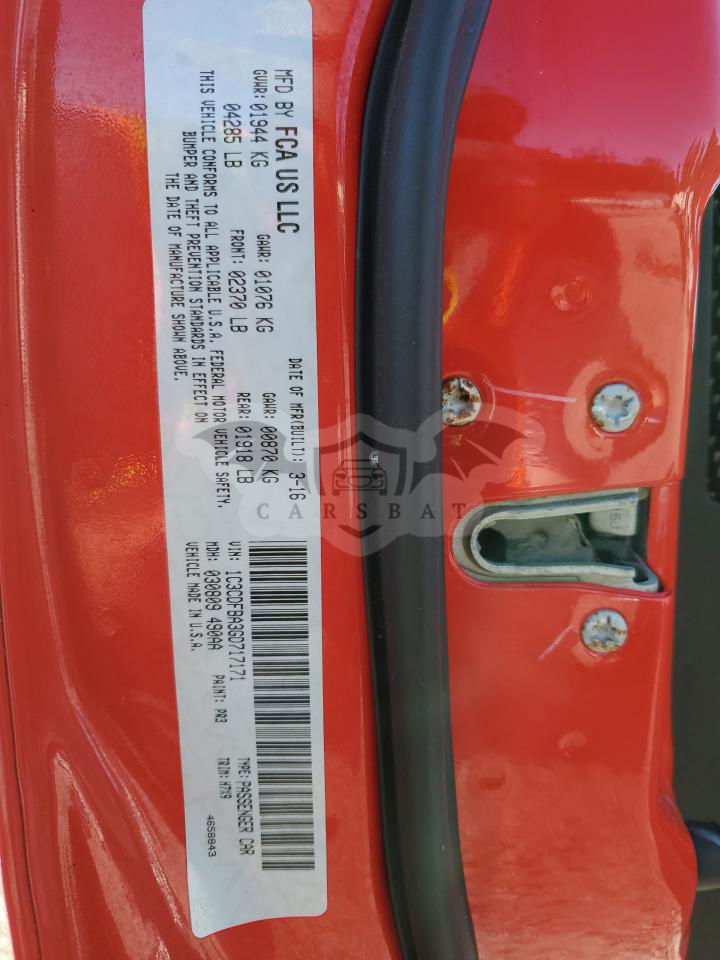 MFD BY FCA US LLC
DATE OF MFR(BUILT): 3-16
GVWR: 01944 KG
04285 LB
GAWR: 01076 KG
FRONT: 02370 LB
GAWR: 00870 KG
REAR: 01918 LB
THIS VEHICLE CONFORMS TO ALL APPLICABLE U.S.A. FEDERAL MOTOR VEHICLE SAFETY,
BUMPER AND THEFT PREVENTION STANDARDS IN EFFECT ON
THE DATE OF MANUFACTURE SHOWN ABOVE.
VIN: 1C3CDFBA3GD717171
TYPE: PASSENGER CAR
MDH: 030809 490AA
PAINT: PR3
TRIM: H7X9
VEHICLE MADE IN U.S.A.
4658843
CARSBAT